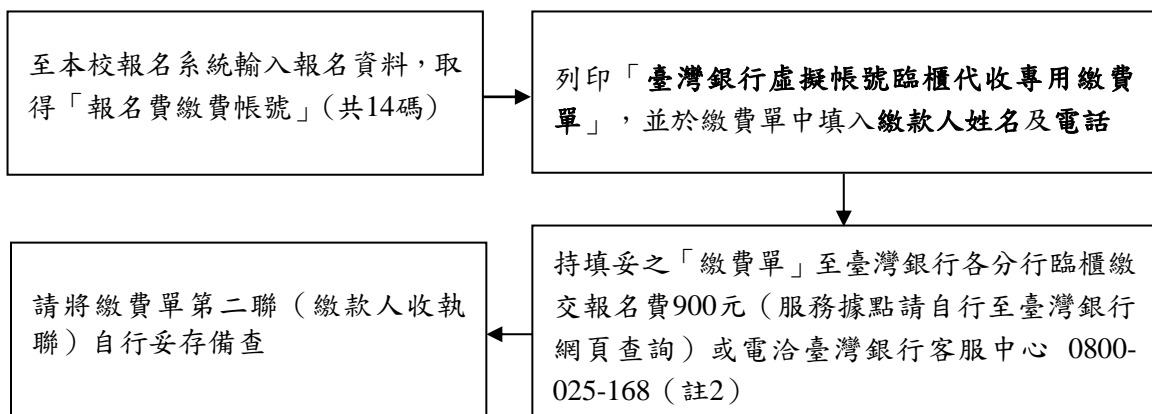 至本校報名系統輸入報名資料，取
得「報名費繳費帳號」（共14碼）
列印「臺灣銀行虛擬帳號臨櫃代收專用繳費
單」，並於繳費單中填入繳款人姓名及電話
持填妥之「繳費單」至臺灣銀行各分行臨櫃繳
交報名費900元（服務據點請自行至臺灣銀行
網頁查詢）或電洽臺灣銀行客服中心 0800-
025-168（註2）
請將繳費單第二聯（繳款人收執
聯）自行妥存備查